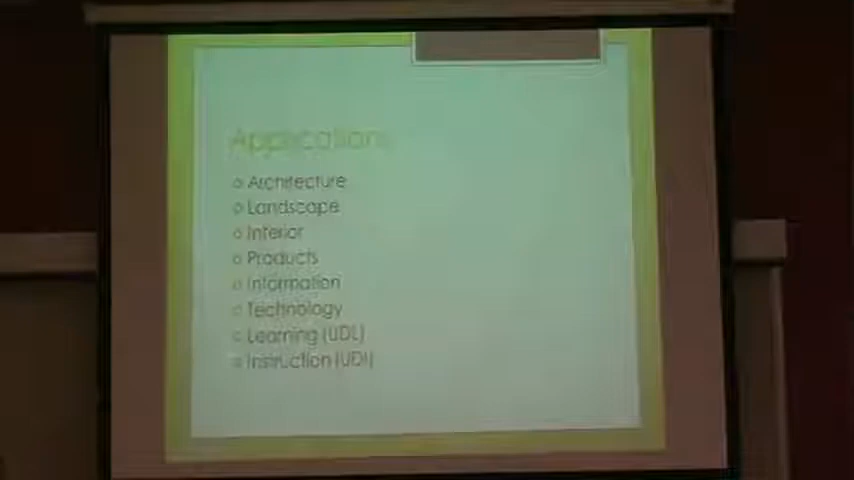 Applications
Architecture
Landscape
Interior
Products
Information
Technology
Learning (UDL)
Instruction (UDI)